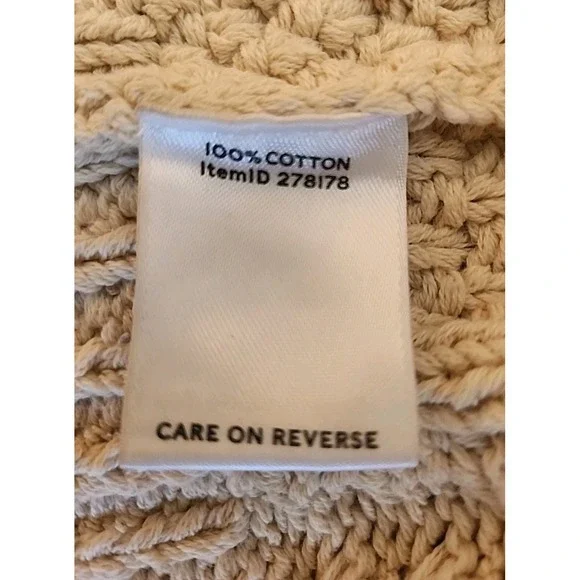 100% COTTON
ItemID 278178
CARE ON REVERSE